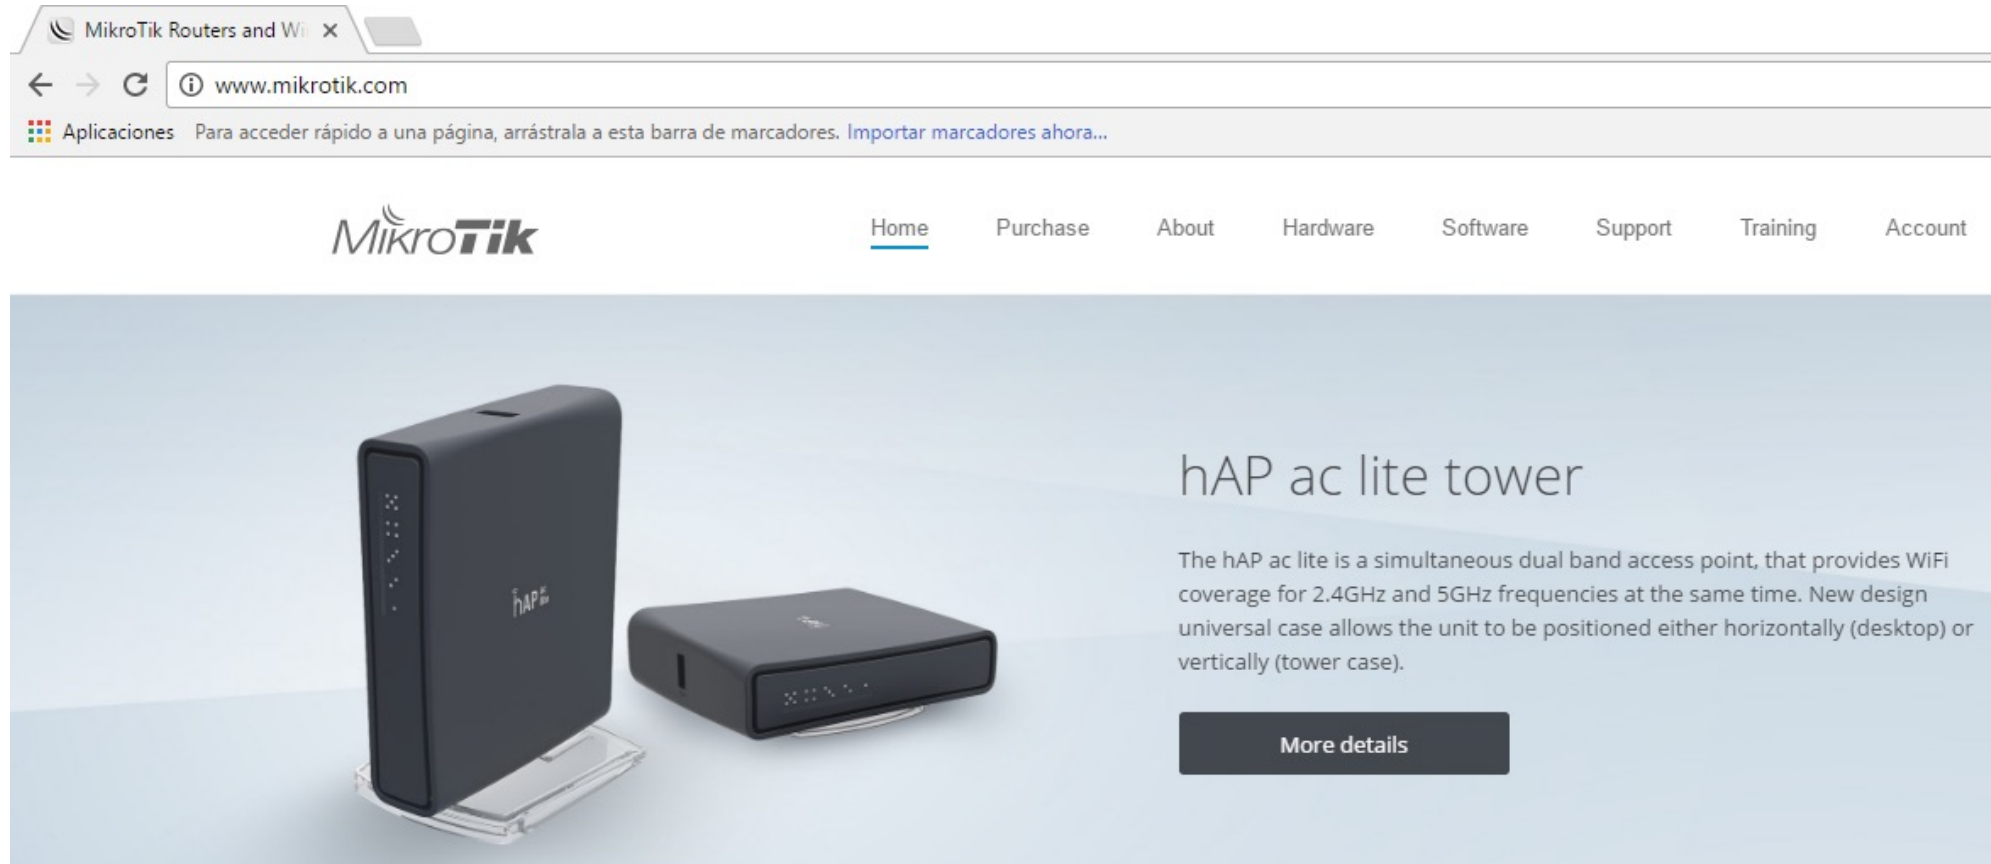 MikroTik Routers and Wi
www.mikrotik.com
Aplicaciones Para acceder rápido a una página, arrástrala a esta barra de marcadores. Importar marcadores ahora...
MikroTik Home Purchase About Hardware Software Support Training Account
hAP ac lite tower
The hAP ac lite is a simultaneous dual band access point, that provides WiFi
coverage for 2.4GHz and 5GHz frequencies at the same time. New design
universal case allows the unit to be positioned either horizontally (desktop) or
vertically (tower case).
More details
hAP ac lite